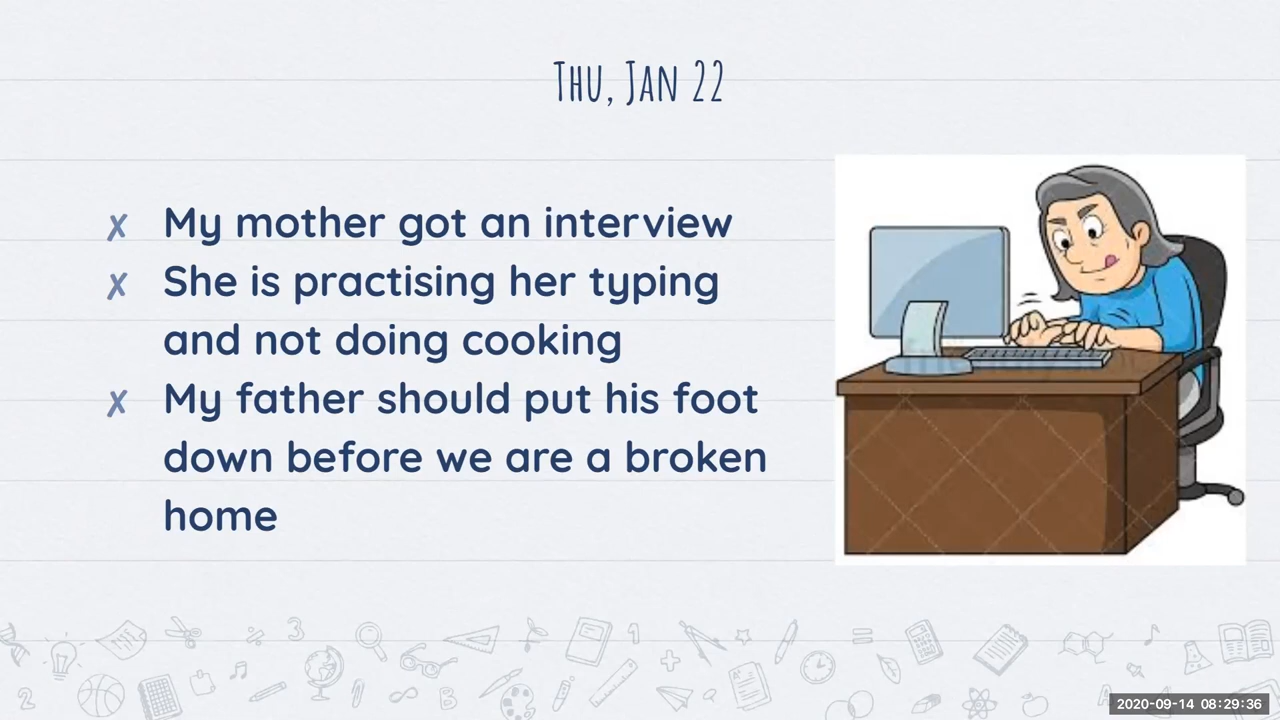 Thu, Jan 22
My mother got an interview
She is practising her typing
and not doing cooking
My father should put his foot
down before we are a broken
home
2020-09-14 08:29:36